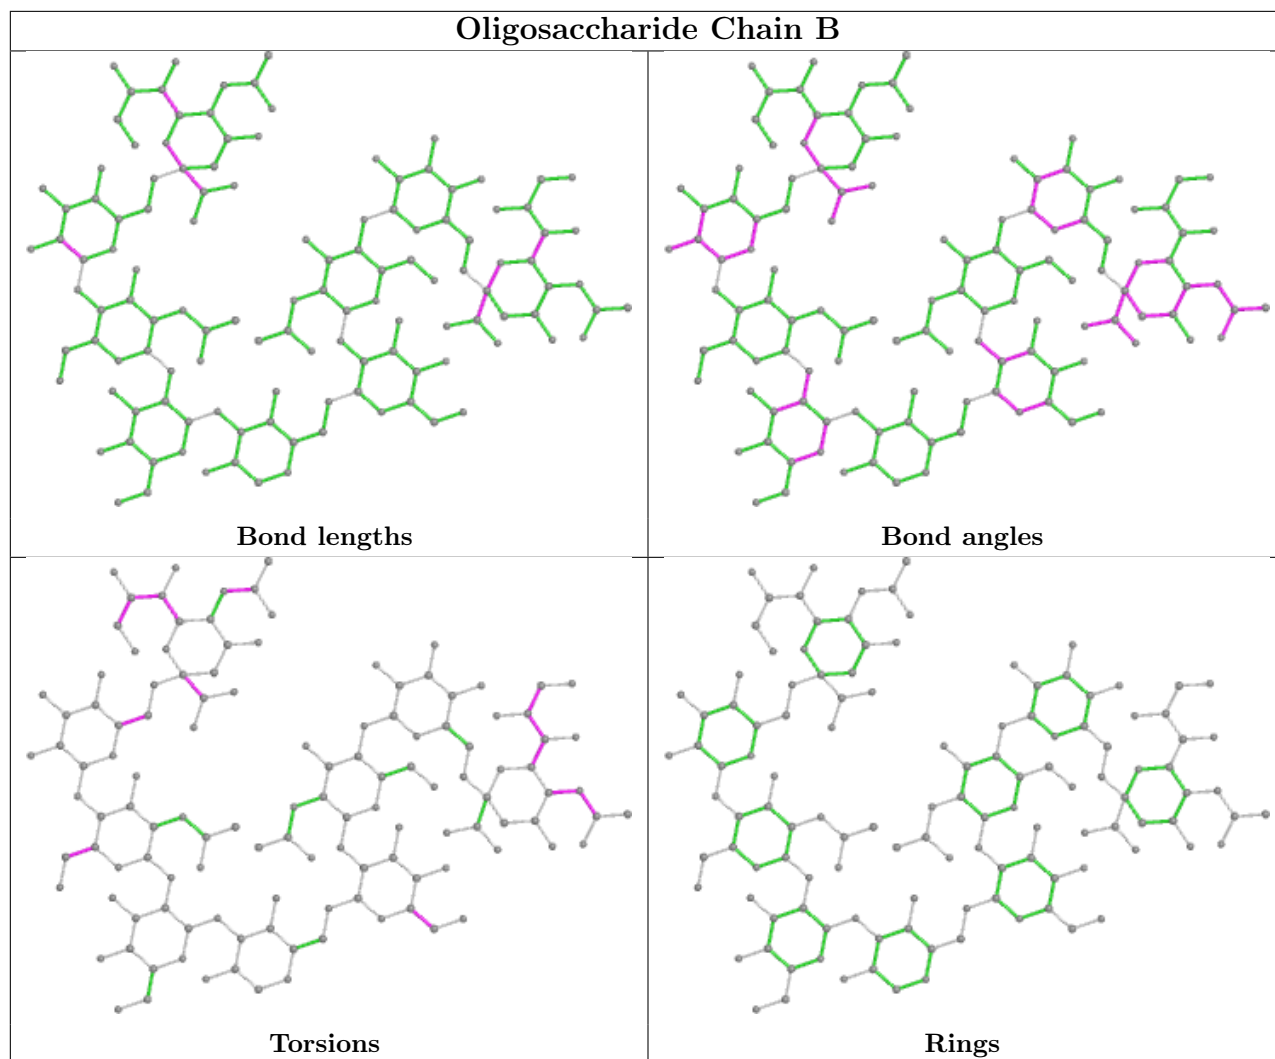 Oligosaccharide Chain B
Bond lengths
Bond angles
Torsions
Rings